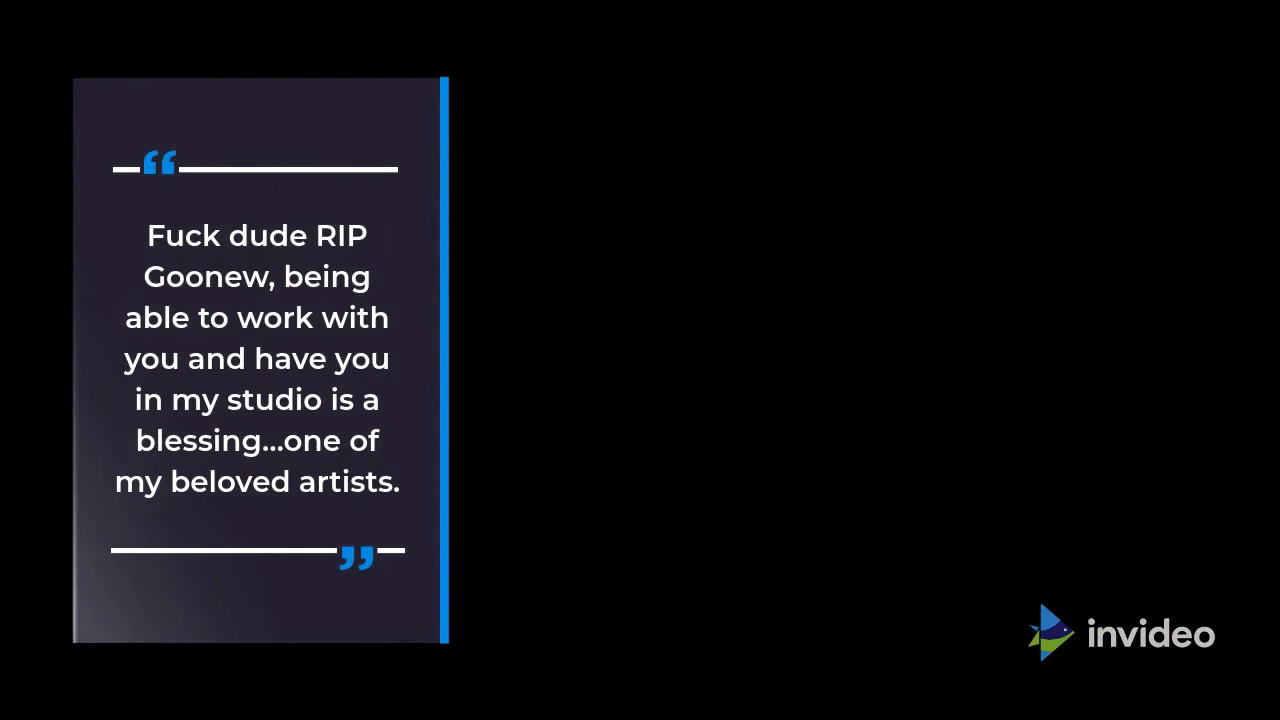 “
Fuck dude RIP
Goonew, being
able to work with
you and have you
in my studio is a
blessing...one of
my beloved artists.
”
invideo